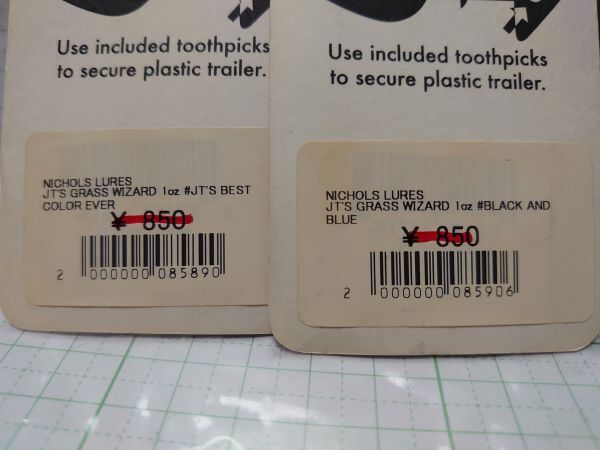 Use included toothpicks
to secure plastic trailer.
NICHOLS LURES
JT'S GRASS WIZARD 1oz #JT'S BEST
COLOR EVER
¥ 850
2 000000 085890
Use included toothpicks
to secure plastic trailer.
NICHOLS LURES
JT'S GRASS WIZARD 1oz #BLACK AND
BLUE
¥ 850
2 000000 085906